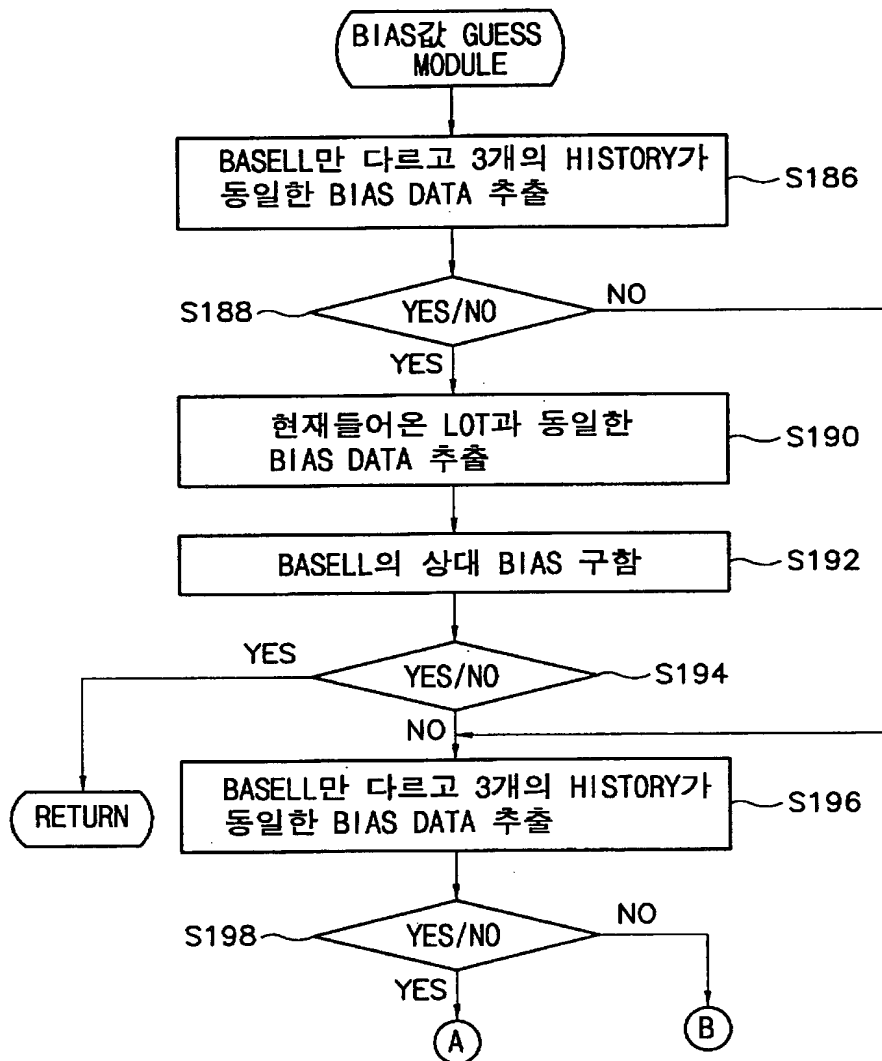 BIAS값 GUESS
MODULE
BASELL만 다르고 3개의 HISTORY가
동일한 BIAS DATA 추출
S186
S188
YES/NO
NO
YES
현재들어온 LOT과 동일한
BIAS DATA 추출
S190
BASELL의 상대 BIAS 구함
S192
YES
YES/NO
S194
NO
BASELL만 다르고 3개의 HISTORY가
동일한 BIAS DATA 추출
S196
RETURN
S198
YES/NO
NO
YES
A
B